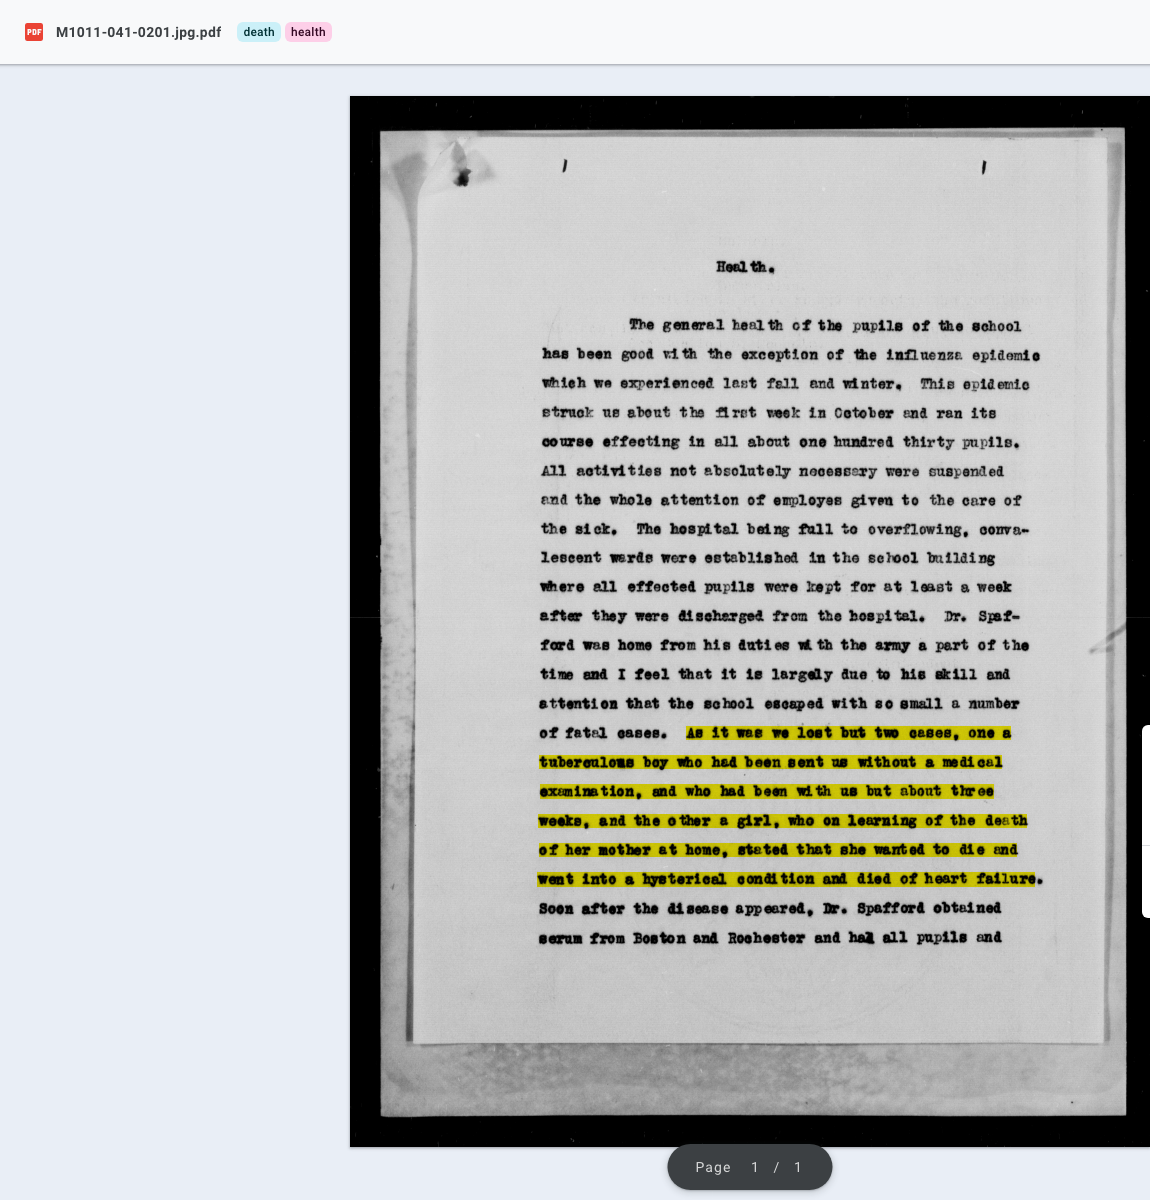 PDF M1011-041-0201.jpg.pdf death health
Health.
The general health of the pupils of the school
has been good with the exception of the influenza epidemic
which we experienced last fall and winter. This epidemic
struck us about the first week in October and ran its
course effecting in all about one hundred thirty pupils.
All activities not absolutely necessary were suspended
and the whole attention of employes given to the care of
the sick. The hospital being full to overflowing, conva-
lescent wards were established in the school building
where all effected pupils were kept for at least a week
after they were discharged from the hospital. Dr. Spaf-
ford was home from his duties with the army a part of the
time and I feel that it is largely due to his skill and
attention that the school escaped with so small a number
of fatal cases. As it was we lost but two cases, one a
tuberculous boy who had been sent us without a medical
examination, and who had been with us but about three
weeks, and the other a girl, who on learning of the death
of her mother at home, stated that she wanted to die and
went into a hysterical condition and died of heart failure.
Soon after the disease appeared, Dr. Spafford obtained
serum from Boston and Rochester and had all pupils and
Page 1 / 1